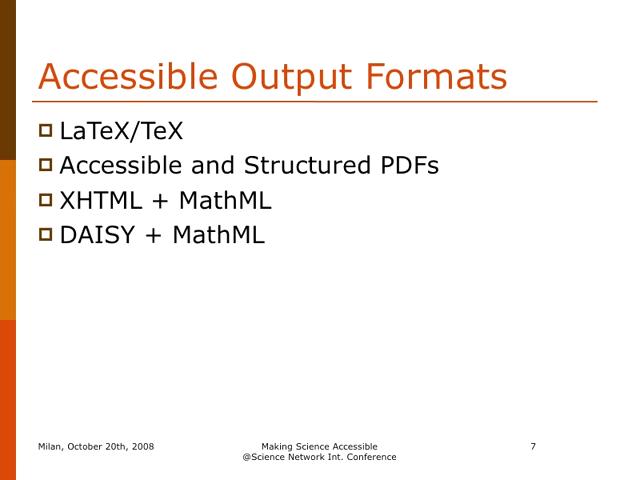 Accessible Output Formats
LaTeX/TeX
Accessible and Structured PDFs
XHTML + MathML
DAISY + MathML
Milan, October 20th, 2008
Making Science Accessible
@Science Network Int. Conference
7